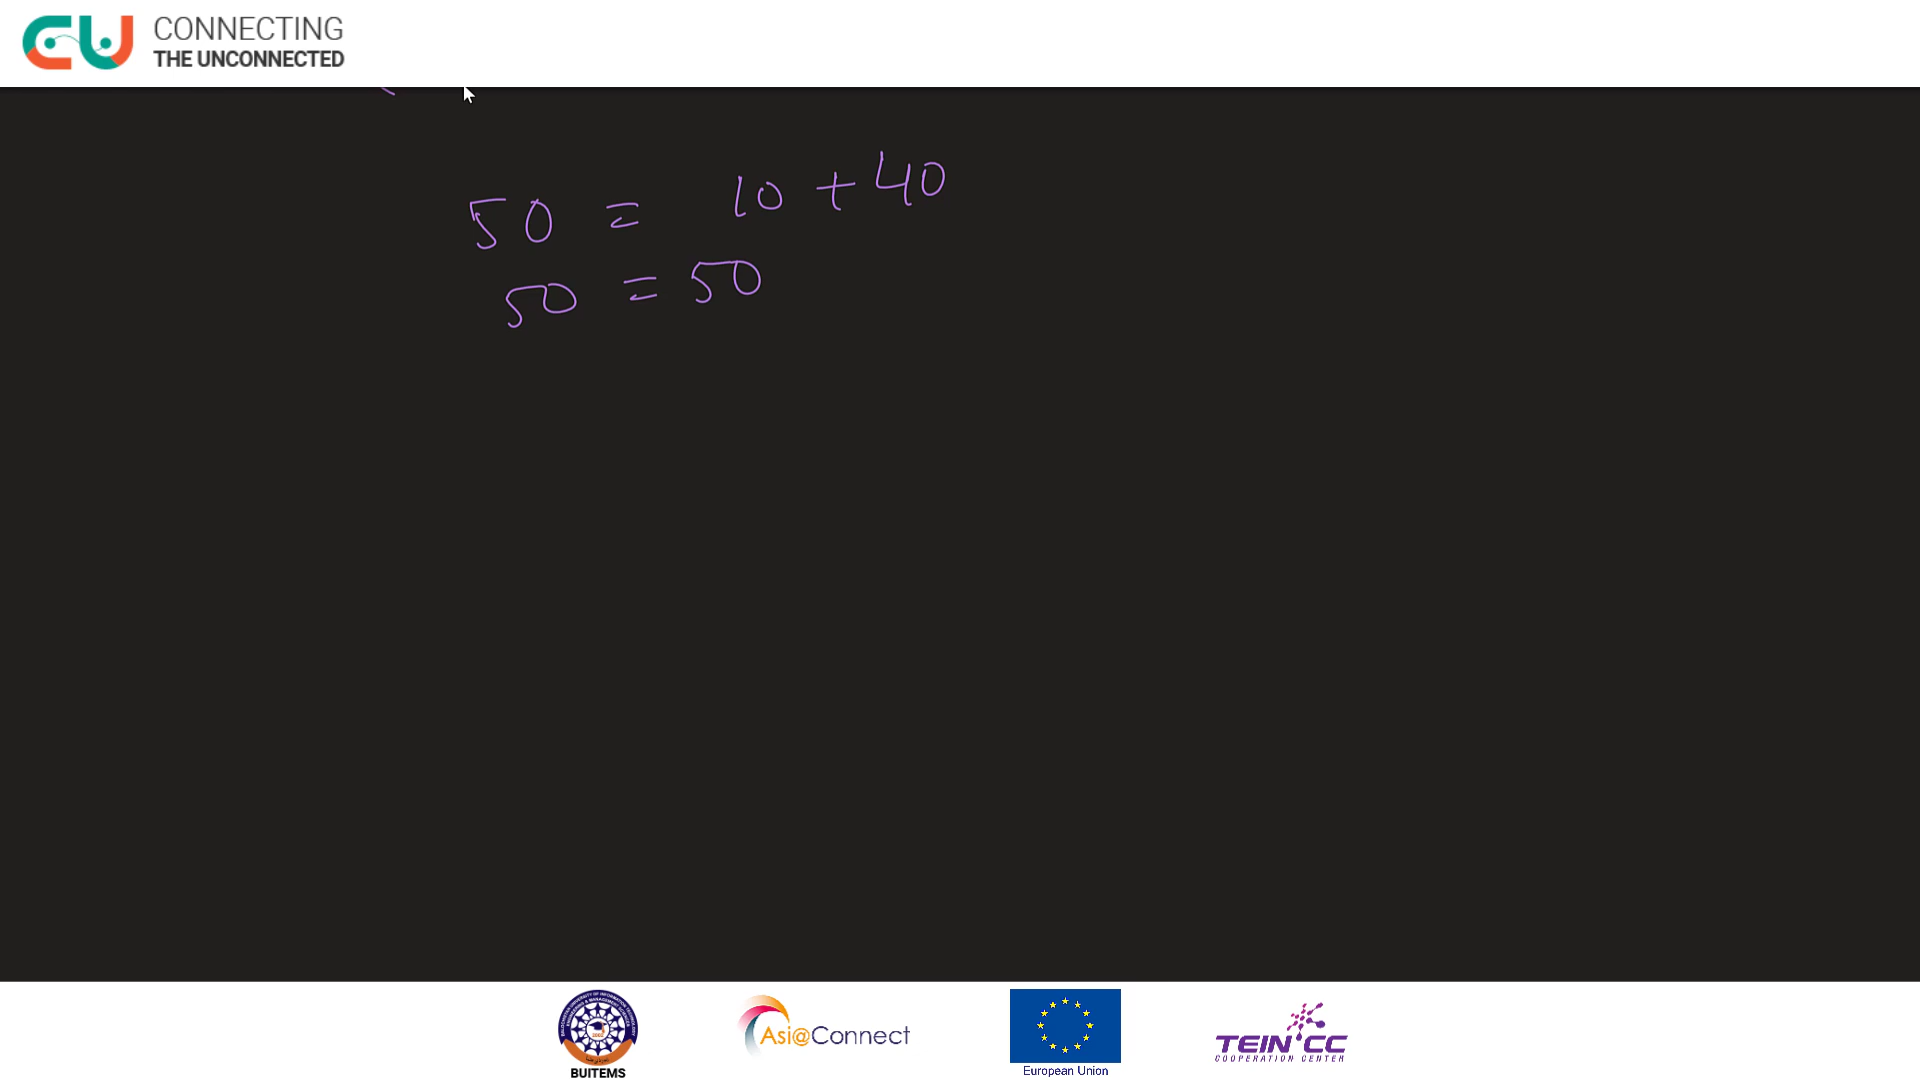 CONNECTING
THE UNCONNECTED
50 = 10 + 40
50 = 50
BUITEMS
Asi@Connect
European Union
TEIN CC
COOPERATION CENTER